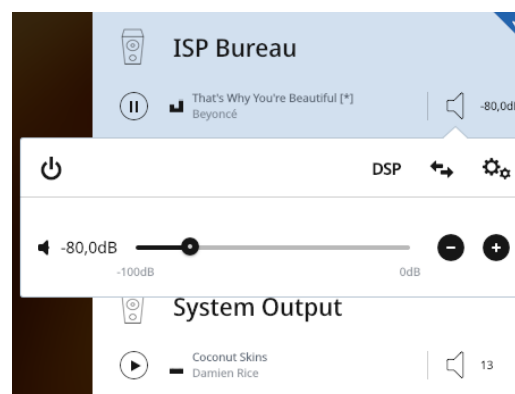 ISP Bureau
That's Why You're Beautiful [*]
Beyoncé
-80,0dB
DSP
-80,0dB
-100dB
0dB
System Output
Coconut Skins
Damien Rice
13